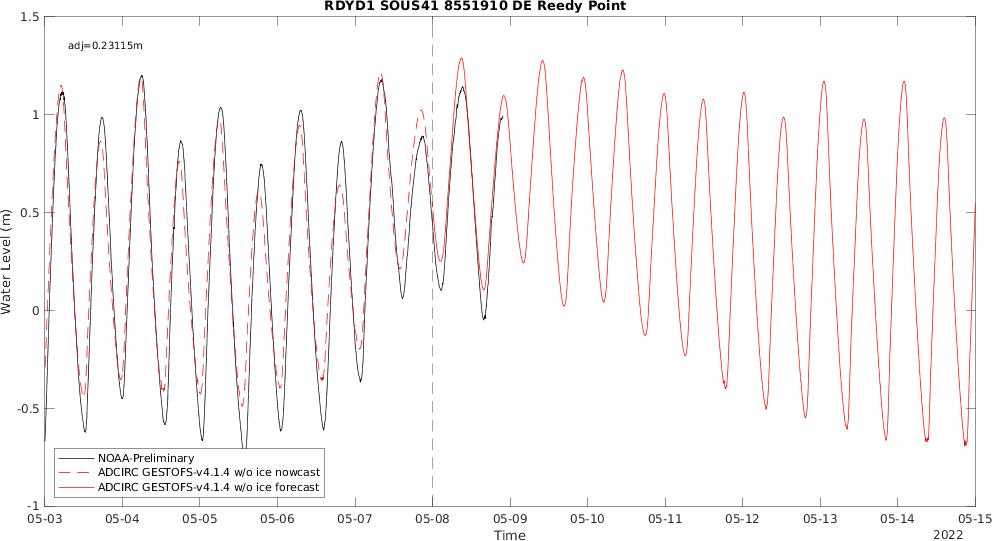 RDYD1 SOUS41 8551910 DE Reedy Point
adj=0.23115m
Water Level (m)
1.5
1
0.5
0
-0.5
-1
NOAA-Preliminary
ADCIRC GESTOFS-v4.1.4 w/o ice nowcast
ADCIRC GESTOFS-v4.1.4 w/o ice forecast
05-03 05-04 05-05 05-06 05-07 05-08 05-09 05-10 05-11 05-12 05-13 05-14 05-15
Time
2022